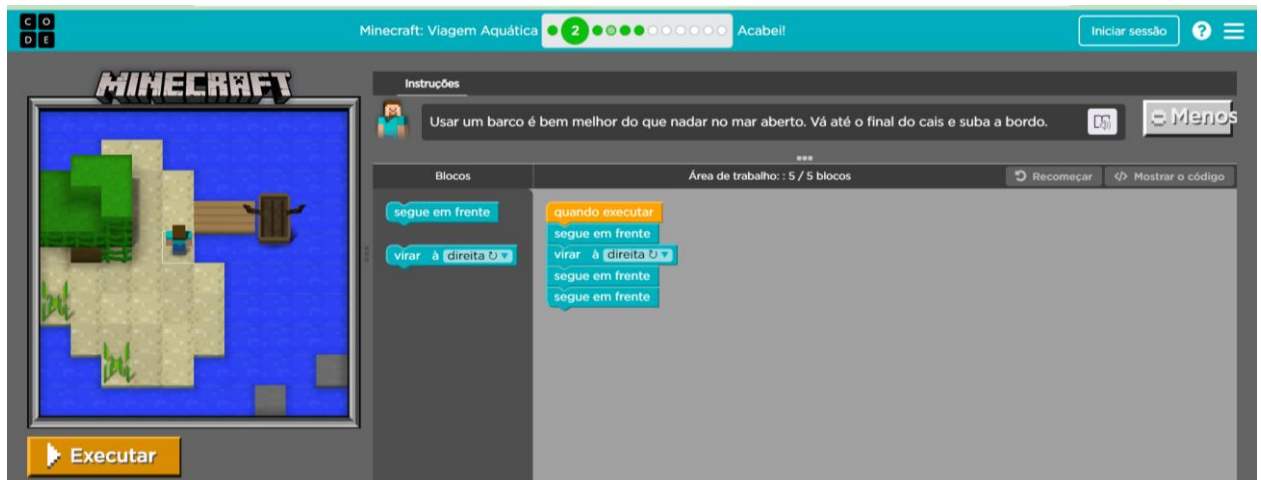 C O
D E
Minecraft: Viagem Aquática
2
Acabei!
Iniciar sessão
?
MINECRAFT
Instruções
Usar um barco é bem melhor do que nadar no mar aberto. Vá até o final do cais e suba a bordo.
Menos
Blocos
Área de trabalho: : 5 / 5 blocos
Recomeçar
</> Mostrar o código
segue em frente
virar à direita ↻ ▼
quando executar
segue em frente
virar à direita ↻ ▼
segue em frente
segue em frente
Executar